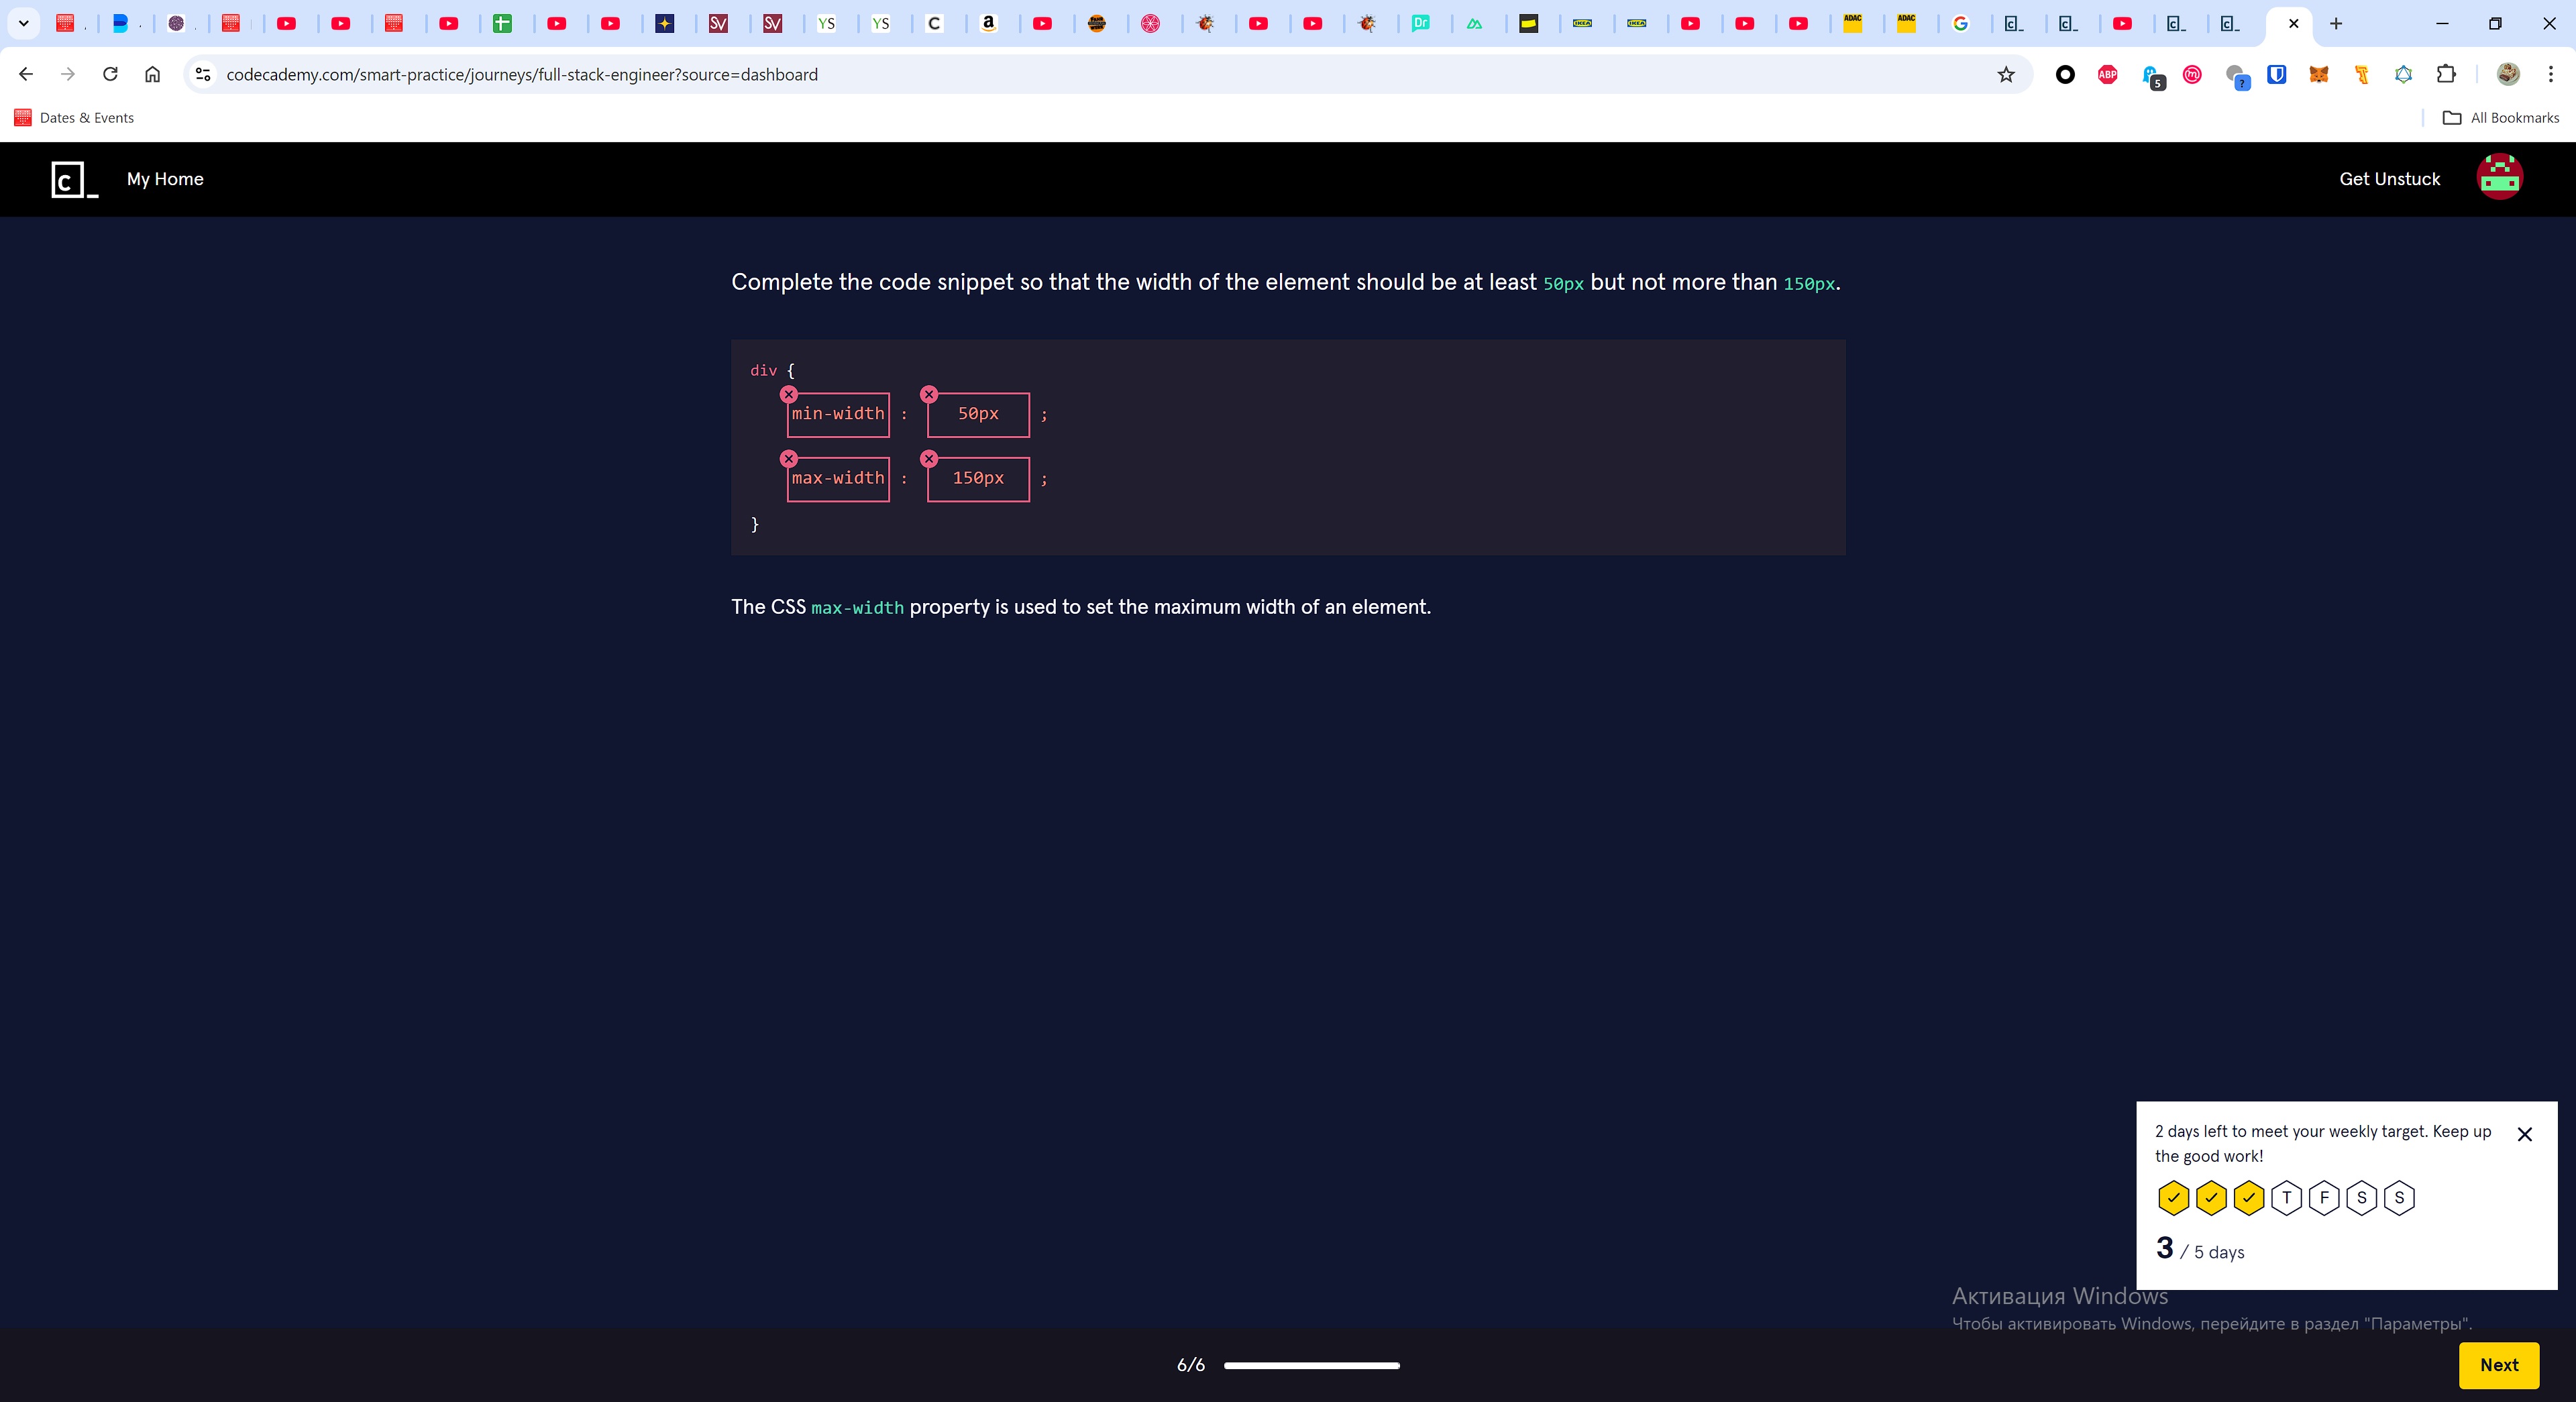 codecademy.com/smart-practice/journeys/full-stack-engineer?source=dashboard
Dates & Events
All Bookmarks
My Home
Get Unstuck
Complete the code snippet so that the width of the element should be at least 50px but not more than 150px.
div {
min-width : 50px ;
max-width : 150px ;
}
The CSS max-width property is used to set the maximum width of an element.
2 days left to meet your weekly target. Keep up
the good work!
T F S S
3 / 5 days
Активация Windows
Чтобы активировать Windows, перейдите в раздел "Параметры".
6/6
Next